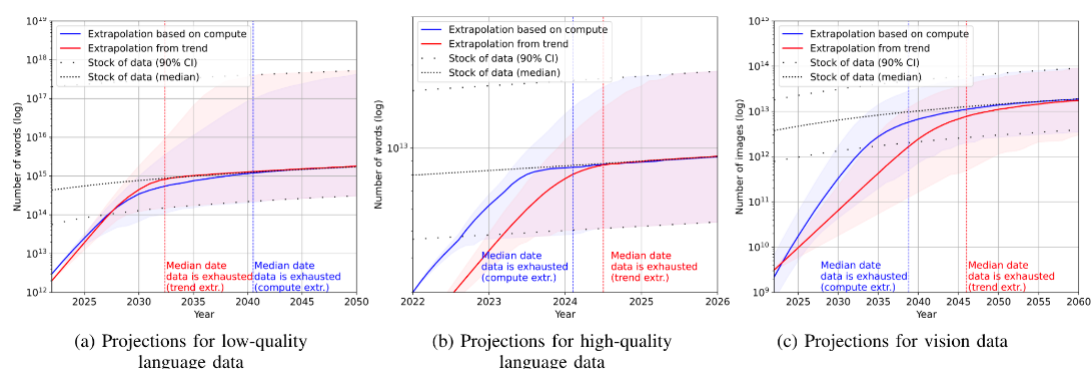 10^19
10^18
10^17
10^16
10^15
10^14
10^13
10^12
Number of words (log)
Extrapolation based on compute
Extrapolation from trend
Stock of data (90% CI)
Stock of data (median)
Median date
data is exhausted
(trend extr.)
Median date
data is exhausted
(compute extr.)
2025 2030 2035 2040 2045 2050
Year
(a) Projections for low-quality
language data
10^13
Number of words (log)
Extrapolation based on compute
Extrapolation from trend
Stock of data (90% CI)
Stock of data (median)
Median date
data is exhausted
(compute extr.)
Median date
data is exhausted
(trend extr.)
2022 2023 2024 2025 2026
Year
(b) Projections for high-quality
language data
10^15
10^14
10^13
10^12
10^11
10^10
10^9
Number of images (log)
Extrapolation based on compute
Extrapolation from trend
Stock of data (90% CI)
Stock of data (median)
Median date
data is exhausted
(compute extr.)
Median date
data is exhausted
(trend extr.)
2025 2030 2035 2040 2045 2050 2055 2060
Year
(c) Projections for vision data